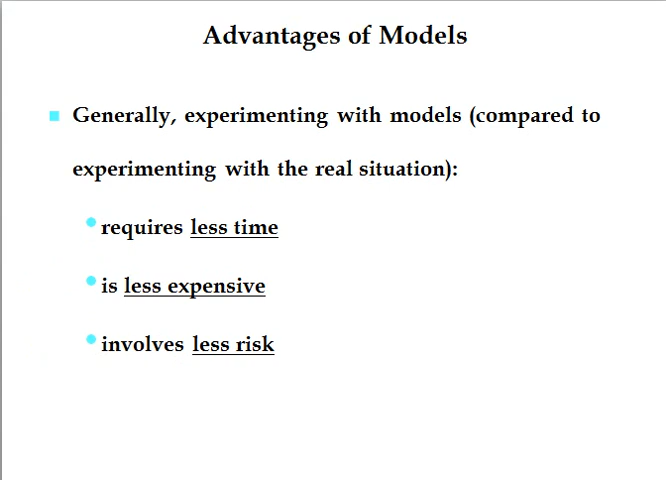 Advantages of Models
Generally, experimenting with models (compared to
experimenting with the real situation):
requires less time
is less expensive
involves less risk